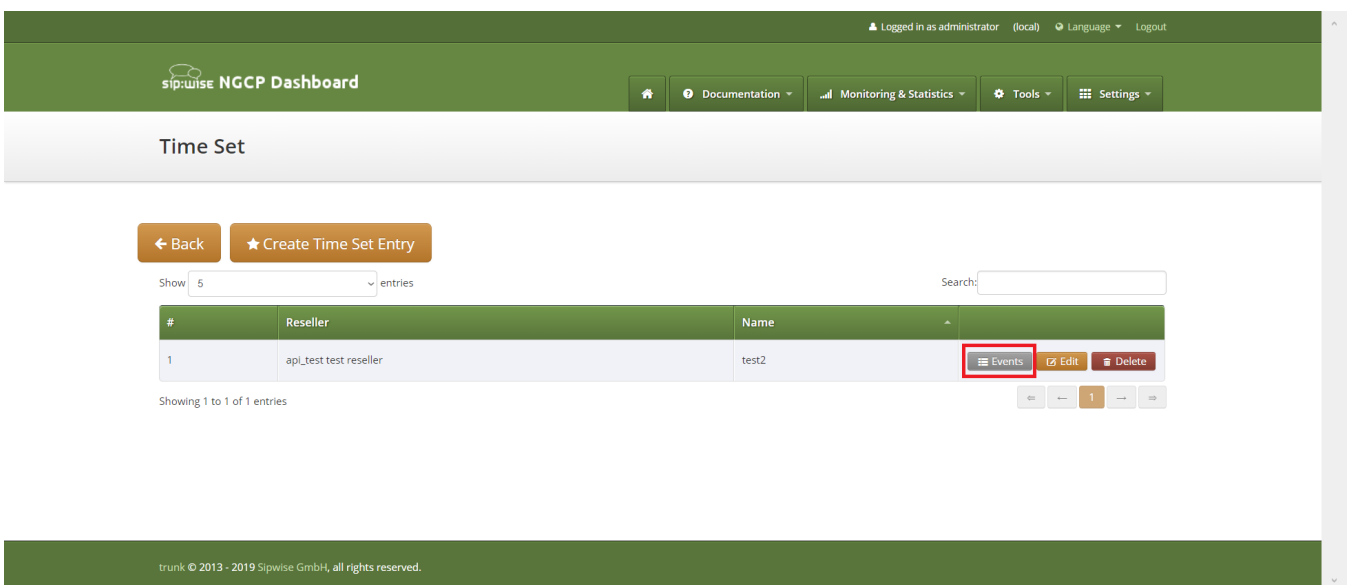 Logged in as administrator (local) Language Logout
sip:wise NGCP Dashboard
Documentation Monitoring & Statistics Tools Settings
Time Set
Back Create Time Set Entry
Show 5 entries Search:
# Reseller Name
1 api_test test reseller test2 Events Edit Delete
Showing 1 to 1 of 1 entries ⇐ ← 1 → ⇒
trunk © 2013 - 2019 Sipwise GmbH, all rights reserved.